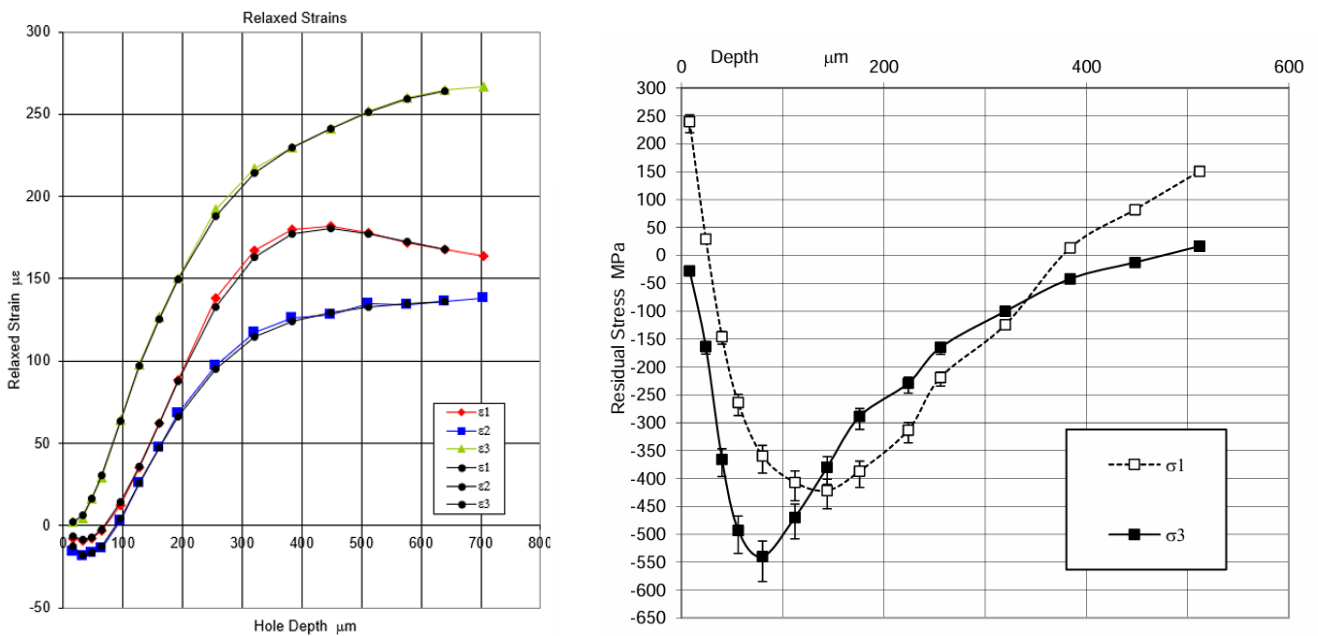 Relaxed Strains
300
250
200
150
100
50
0
-50
Relaxed Strain µε
0 100 200 300 400 500 600 700 800
Hole Depth µm
ε1
ε2
ε3
ε1
ε2
ε3
Depth µm
0 200 400 600
300
250
200
150
100
50
0
-50
-100
-150
-200
-250
-300
-350
-400
-450
-500
-550
-600
-650
Residual Stress MPa
σ1
σ3